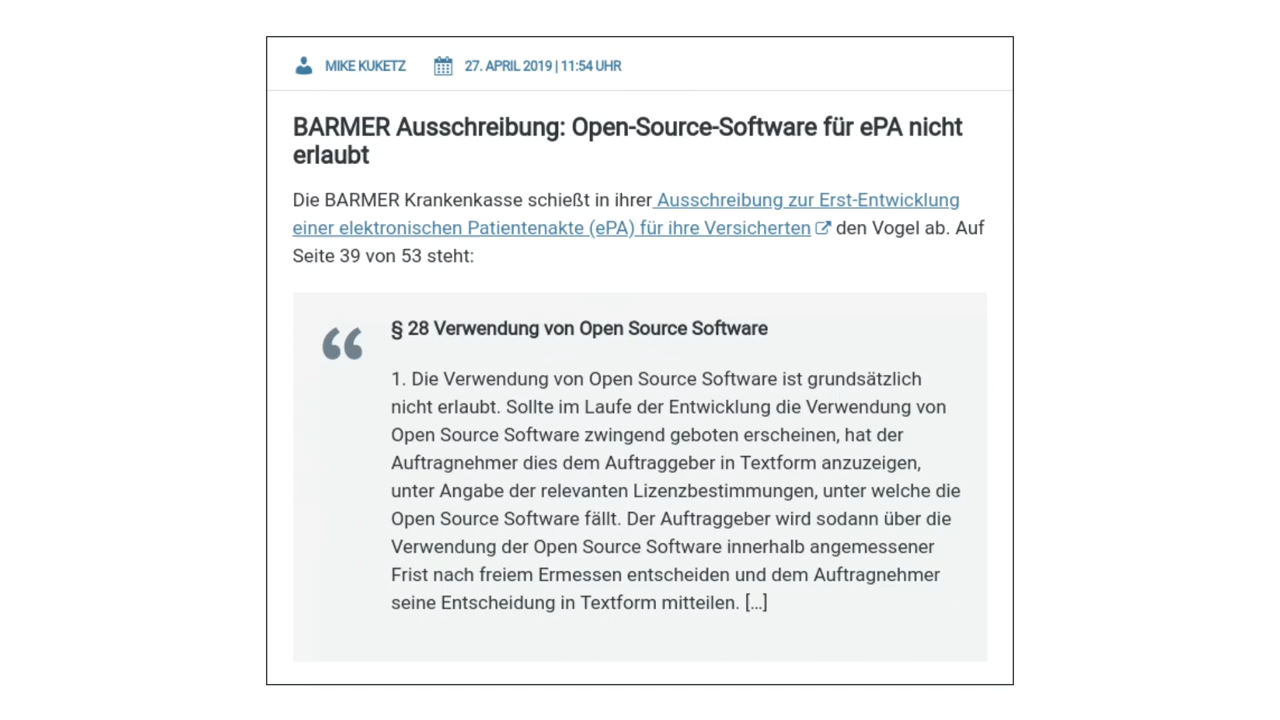 MIKE KUKETZ 27. APRIL 2019 | 11:54 UHR
BARMER Ausschreibung: Open-Source-Software für ePA nicht
erlaubt
Die BARMER Krankenkasse schießt in ihrer Ausschreibung zur Erst-Entwicklung
einer elektronischen Patientenakte (ePA) für ihre Versicherten den Vogel ab. Auf
Seite 39 von 53 steht:
“
§ 28 Verwendung von Open Source Software
1. Die Verwendung von Open Source Software ist grundsätzlich
nicht erlaubt. Sollte im Laufe der Entwicklung die Verwendung von
Open Source Software zwingend geboten erscheinen, hat der
Auftragnehmer dies dem Auftraggeber in Textform anzuzeigen,
unter Angabe der relevanten Lizenzbestimmungen, unter welche die
Open Source Software fällt. Der Auftraggeber wird sodann über die
Verwendung der Open Source Software innerhalb angemessener
Frist nach freiem Ermessen entscheiden und dem Auftragnehmer
seine Entscheidung in Textform mitteilen. […]